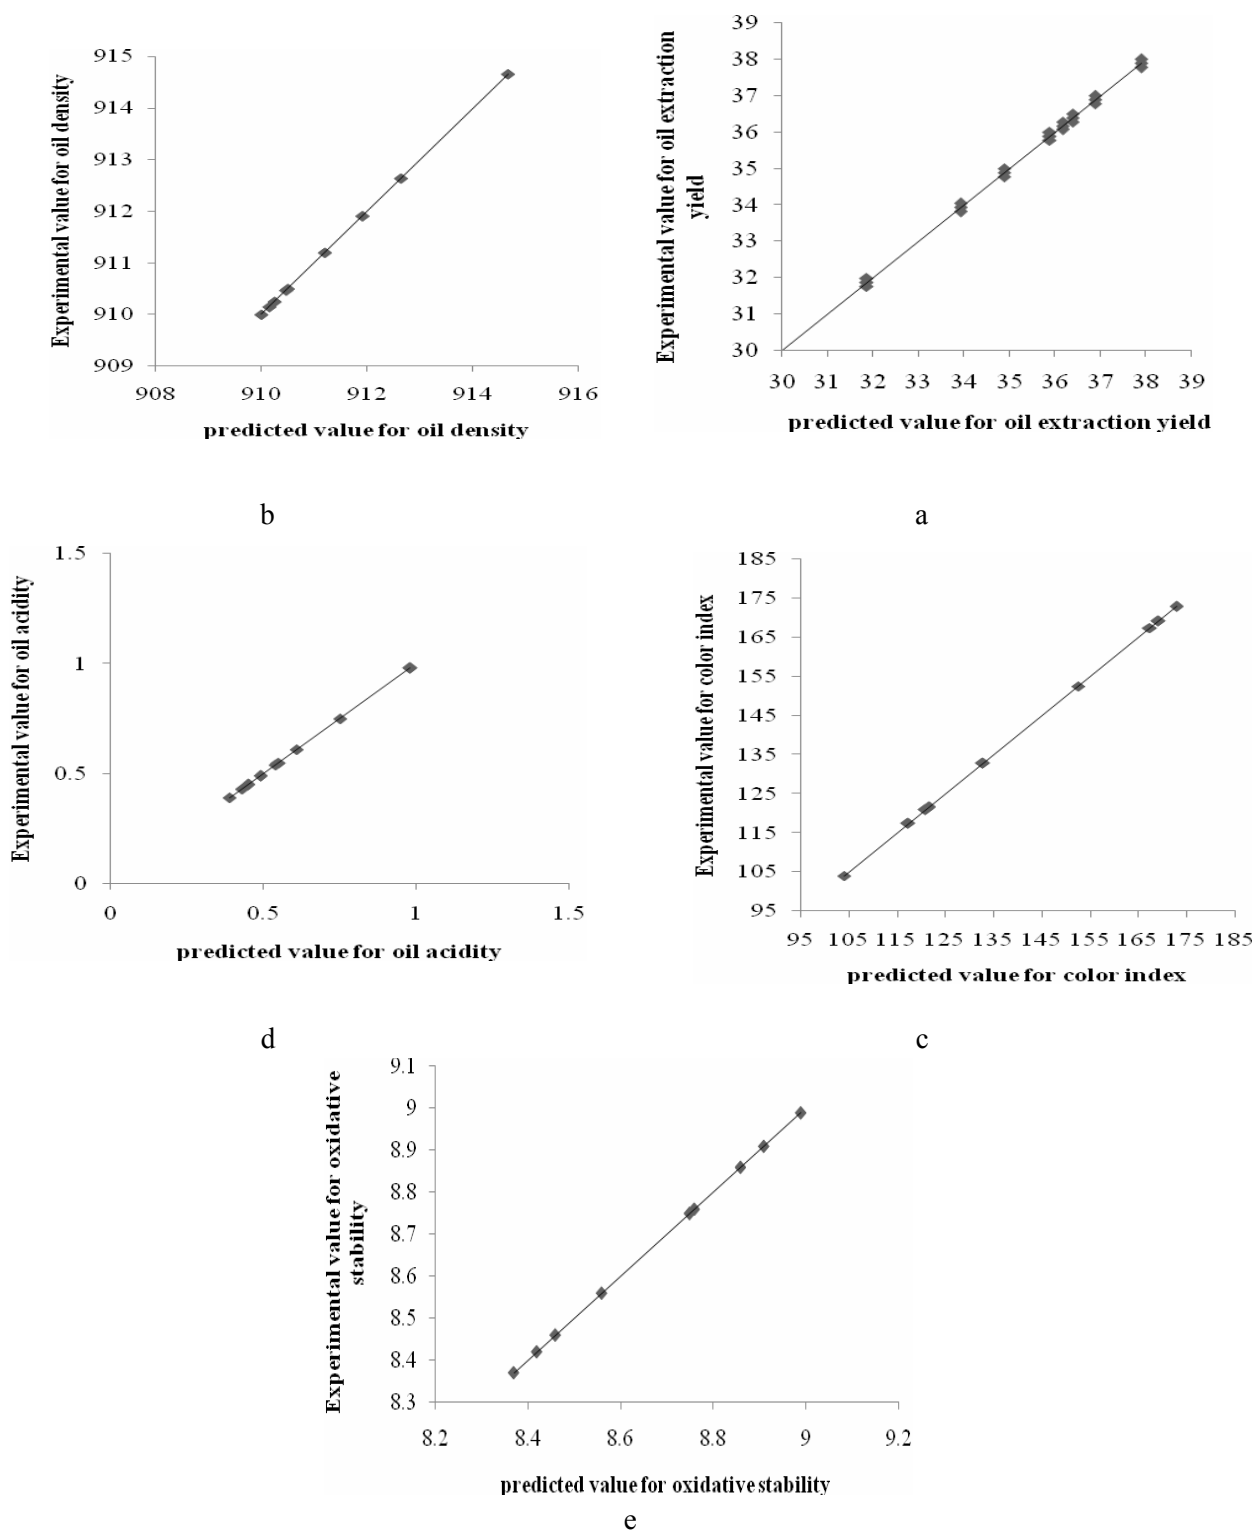 915
914
913
912
911
910
909
908 910 912 914 916
Experimental value for oil density
predicted value for oil density
b
39
38
37
36
35
34
33
32
31
30
30 31 32 33 34 35 36 37 38 39
Experimental value for oil extraction
yield
predicted value for oil extraction yield
a
1.5
1
0.5
0
0 0.5 1 1.5
Experimental value for oil acidity
predicted value for oil acidity
d
185
175
165
155
145
135
125
115
105
95
95 105 115 125 135 145 155 165 175 185
Experimental value for color index
predicted value for color index
c
9.1
9
8.9
8.8
8.7
8.6
8.5
8.4
8.3
8.2 8.4 8.6 8.8 9 9.2
Experimental value for oxidative
stability
predicted value for oxidative stability
e